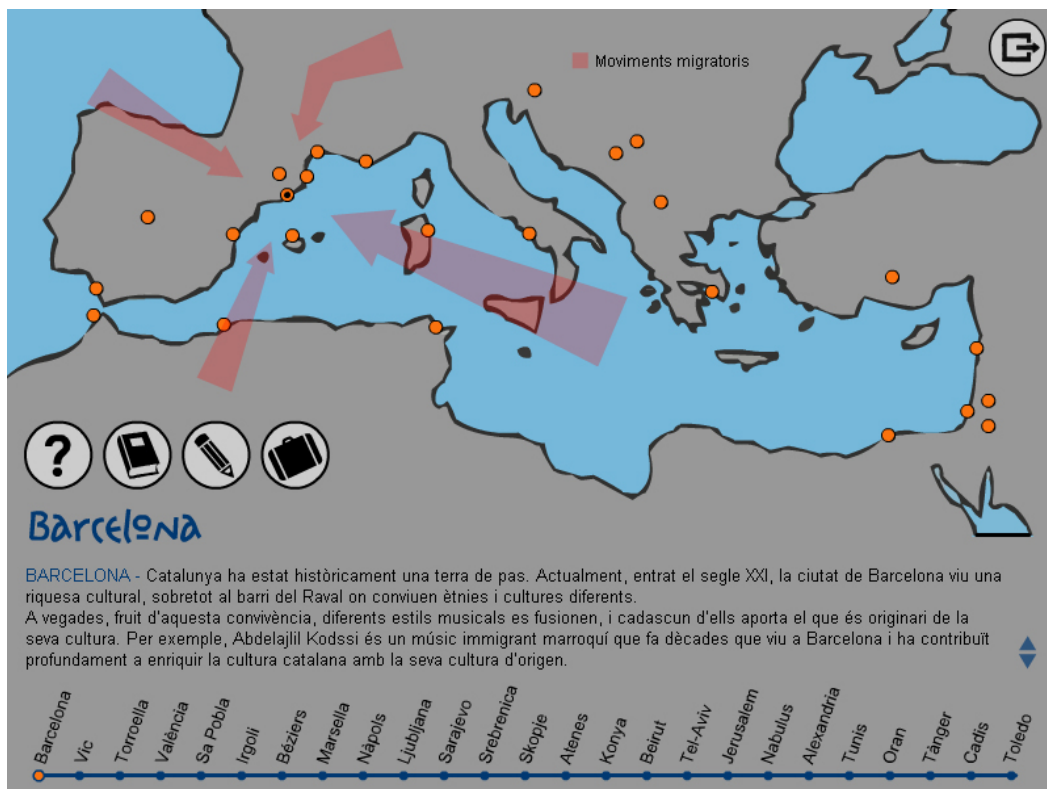 Moviments migratoris
?
Barcelona
BARCELONA - Catalunya ha estat històricament una terra de pas. Actualment, entrat el segle XXI, la ciutat de Barcelona viu una
riquesa cultural, sobretot al barri del Raval on conviuen ètnies i cultures diferents.
A vegades, fruit d'aquesta convivència, diferents estils musicals es fusionen, i cadascun d'ells aporta el que és originari de la
seva cultura. Per exemple, Abdelajlil Kodssi és un músic immigrant marroquí que fa dècades que viu a Barcelona i ha contribuït
profundament a enriquir la cultura catalana amb la seva cultura d'origen.
Barcelona
Vic
Torroella
València
Sa Pobla
Irgoli
Béziers
Marsella
Nàpols
Ljubljana
Sarajevo
Srebrenica
Skopje
Atenes
Konya
Beirut
Tel-Aviv
Jerusalem
Nabulus
Alexandria
Tunis
Oran
Tànger
Cadis
Toledo